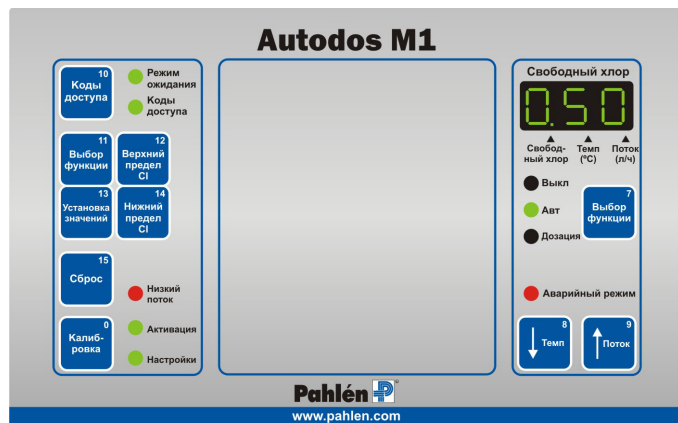 Autodos M1
10
Коды
доступа
Режим
ожидания
Коды
доступа
11
Выбор
функции
12
Верхний
предел
Cl
13
Установка
значений
14
Нижний
предел
Cl
15
Сброс
Низкий
поток
0
Калиб-
ровка
Активация
Настройки
Свободный хлор
0.50
Свобод-
ный хлор
Темп
(ºC)
Поток
(л/ч)
Выкл
Авт
Дозация
7
Выбор
функции
Аварийный режим
8
Темп
9
Поток
Pahlén
www.pahlen.com